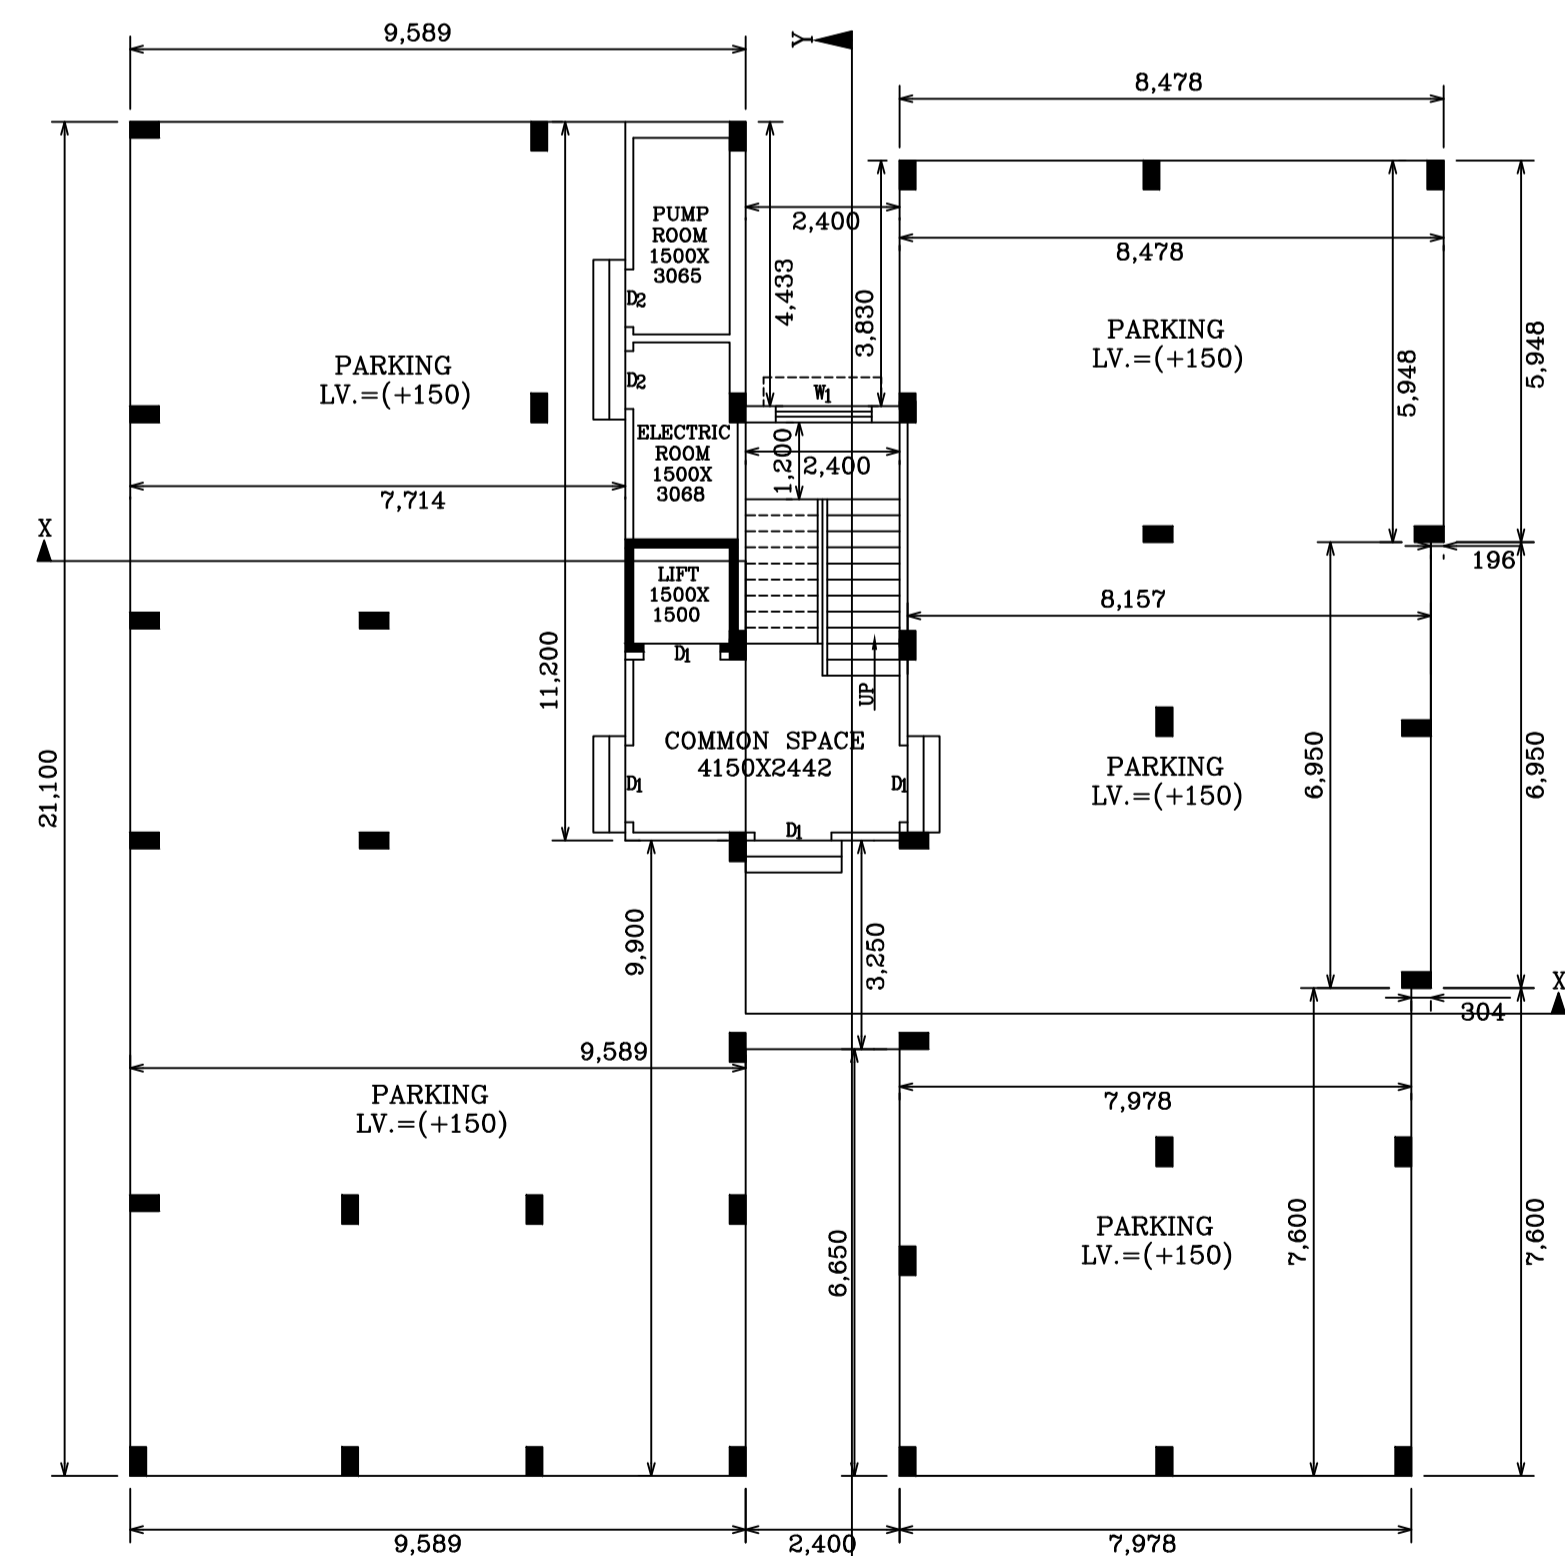 9,589
Y
8,478
2,400
8,478
PUMP
ROOM
1500X
3065
4,433
3,830
D2
PARKING
LV.=(+150)
PARKING
LV.=(+150)
5,948
5,948
D2
W1
ELECTRIC
ROOM
1500X
3068
1,200
2,400
7,714
X
196
LIFT
1500X
1500
8,157
D1
11,200
UP
COMMON SPACE
4150X2442
21,100
D1
D1
D1
PARKING
LV.=(+150)
6,950
6,950
9,900
3,250
X
304
9,589
PARKING
LV.=(+150)
7,978
6,650
PARKING
LV.=(+150)
7,600
7,600
9,589
2,400
7,978